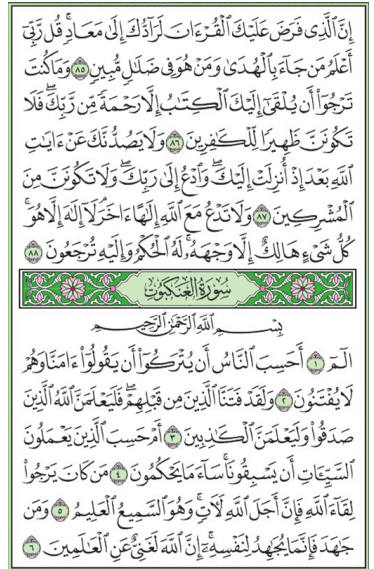 إِنَّ ٱلَّذِى فَرَضَ عَلَيْكَ ٱلْقُرْءَانَ لَرَآدُّكَ إِلَىٰ مَعَادٍ ۚ قُل رَّبِّىٓ
أَعْلَمُ مَن جَآءَ بِٱلْهُدَىٰ وَمَنْ هُوَ فِى ضَلَٰلٍ مُّبِينٍ ٨٥ وَمَا كُنتَ
تَرْجُوٓا۟ أَن يُلْقَىٰٓ إِلَيْكَ ٱلْكِتَٰبُ إِلَّا رَحْمَةً مِّن رَّبِّكَ ۖ فَلَا
تَكُونَنَّ ظَهِيرًا لِّلْكَٰفِرِينَ ٨٦ وَلَا يَصُدُّنَّكَ عَنْ ءَايَٰتِ
ٱللَّهِ بَعْدَ إِذْ أُنزِلَتْ إِلَيْكَ ۖ وَٱدْعُ إِلَىٰ رَبِّكَ ۖ وَلَا تَكُونَنَّ مِنَ
ٱلْمُشْرِكِينَ ٨٧ وَلَا تَدْعُ مَعَ ٱللَّهِ إِلَٰهًا ءَاخَرَ ۘ لَآ إِلَٰهَ إِلَّا هُوَ ۚ
كُلُّ شَىْءٍ هَالِكٌ إِلَّا وَجْهَهُۥ ۚ لَهُ ٱلْحُكْمُ وَإِلَيْهِ تُرْجَعُونَ ٨٨
سُورَةُ العَنكَبُوت
بِسْمِ ٱللَّهِ ٱلرَّحْمَٰنِ ٱلرَّحِيمِ
الٓمٓ ١ أَحَسِبَ ٱلنَّاسُ أَن يُتْرَكُوٓا۟ أَن يَقُولُوٓا۟ ءَامَنَّا وَهُمْ
لَا يُفْتَنُونَ ٢ وَلَقَدْ فَتَنَّا ٱلَّذِينَ مِن قَبْلِهِمْ ۖ فَلَيَعْلَمَنَّ ٱللَّهُ ٱلَّذِينَ
صَدَقُوا۟ وَلَيَعْلَمَنَّ ٱلْكَٰذِبِينَ ٣ أَمْ حَسِبَ ٱلَّذِينَ يَعْمَلُونَ
ٱلسَّيِّـَٔاتِ أَن يَسْبِقُونَا ۚ سَآءَ مَا يَحْكُمُونَ ٤ مَن كَانَ يَرْجُوا۟
لِقَآءَ ٱللَّهِ فَإِنَّ أَجَلَ ٱللَّهِ لَـَٔاتٍ ۚ وَهُوَ ٱلسَّمِيعُ ٱلْعَلِيمُ ٥ وَمَن
جَٰهَدَ فَإِنَّمَا يُجَٰهِدُ لِنَفْسِهِۦٓ ۚ إِنَّ ٱللَّهَ لَغَنِىٌّ عَنِ ٱلْعَٰلَمِينَ ٦